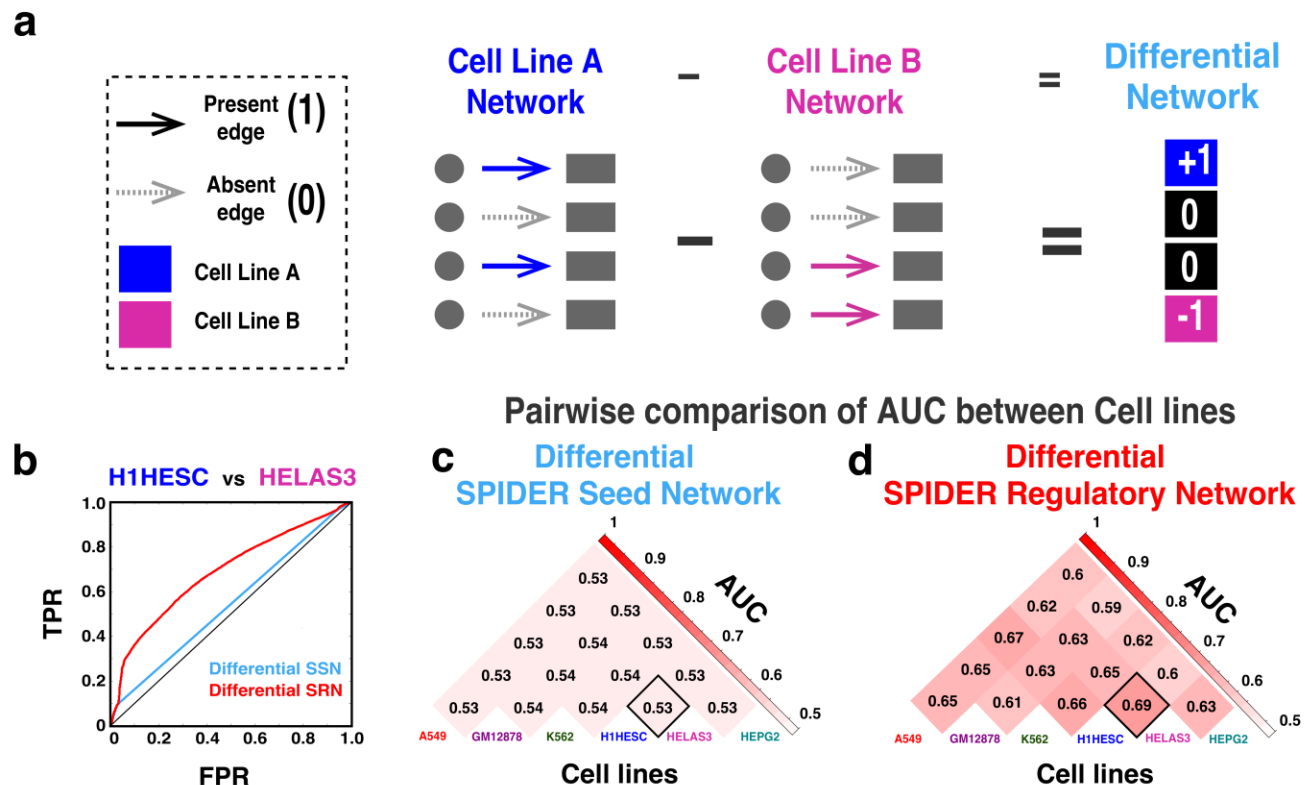 a
Present edge (1)
Absent edge (0)
Cell Line A
Cell Line B
Cell Line A Network
-
Cell Line B Network
=
Differential Network
-
=
+1
0
0
-1
Pairwise comparison of AUC between Cell lines
b
H1HESC vs HELAS3
1.0
0.8
0.6
0.4
0.2
0
TPR
Differential SSN
Differential SRN
0 0.2 0.4 0.6 0.8 1.0
FPR
c
Differential
SPIDER Seed Network
1
0.9
0.8
0.7
0.6
0.5
AUC
0.53
0.53 0.53
0.53 0.54 0.53
0.53 0.54 0.54 0.53
0.53 0.54 0.54 0.53 0.53
A549 GM12878 K562 H1HESC HELAS3 HEPG2
Cell lines
d
Differential
SPIDER Regulatory Network
1
0.9
0.8
0.7
0.6
0.5
AUC
0.6
0.62 0.59
0.67 0.63 0.62
0.65 0.63 0.65 0.6
0.65 0.61 0.66 0.69 0.63
A549 GM12878 K562 H1HESC HELAS3 HEPG2
Cell lines